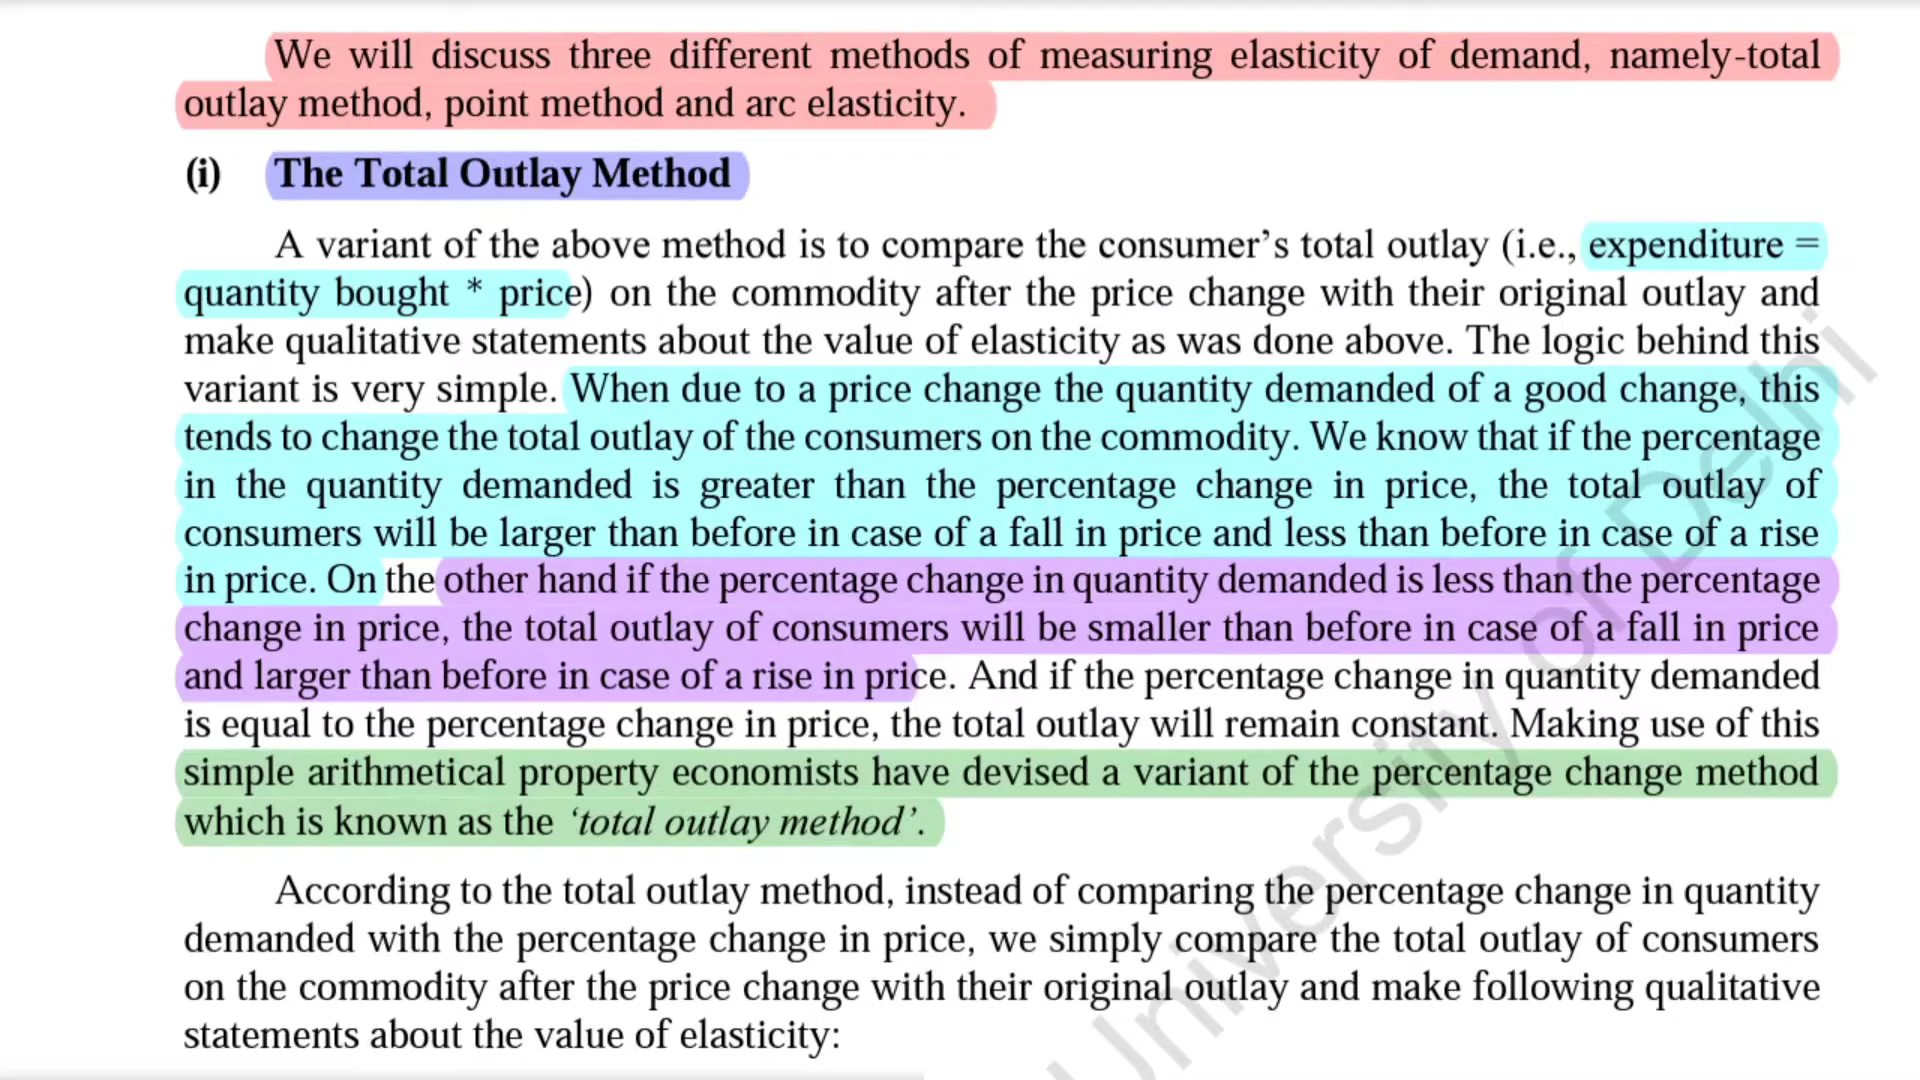 We will discuss three different methods of measuring elasticity of demand, namely-total
outlay method, point method and arc elasticity.
(i) The Total Outlay Method
A variant of the above method is to compare the consumer’s total outlay (i.e., expenditure =
quantity bought * price) on the commodity after the price change with their original outlay and
make qualitative statements about the value of elasticity as was done above. The logic behind this
variant is very simple. When due to a price change the quantity demanded of a good change, this
tends to change the total outlay of the consumers on the commodity. We know that if the percentage
in the quantity demanded is greater than the percentage change in price, the total outlay of
consumers will be larger than before in case of a fall in price and less than before in case of a rise
in price. On the other hand if the percentage change in quantity demanded is less than the percentage
change in price, the total outlay of consumers will be smaller than before in case of a fall in price
and larger than before in case of a rise in price. And if the percentage change in quantity demanded
is equal to the percentage change in price, the total outlay will remain constant. Making use of this
simple arithmetical property economists have devised a variant of the percentage change method
which is known as the ‘total outlay method’.
According to the total outlay method, instead of comparing the percentage change in quantity
demanded with the percentage change in price, we simply compare the total outlay of consumers
on the commodity after the price change with their original outlay and make following qualitative
statements about the value of elasticity:
University of Delhi